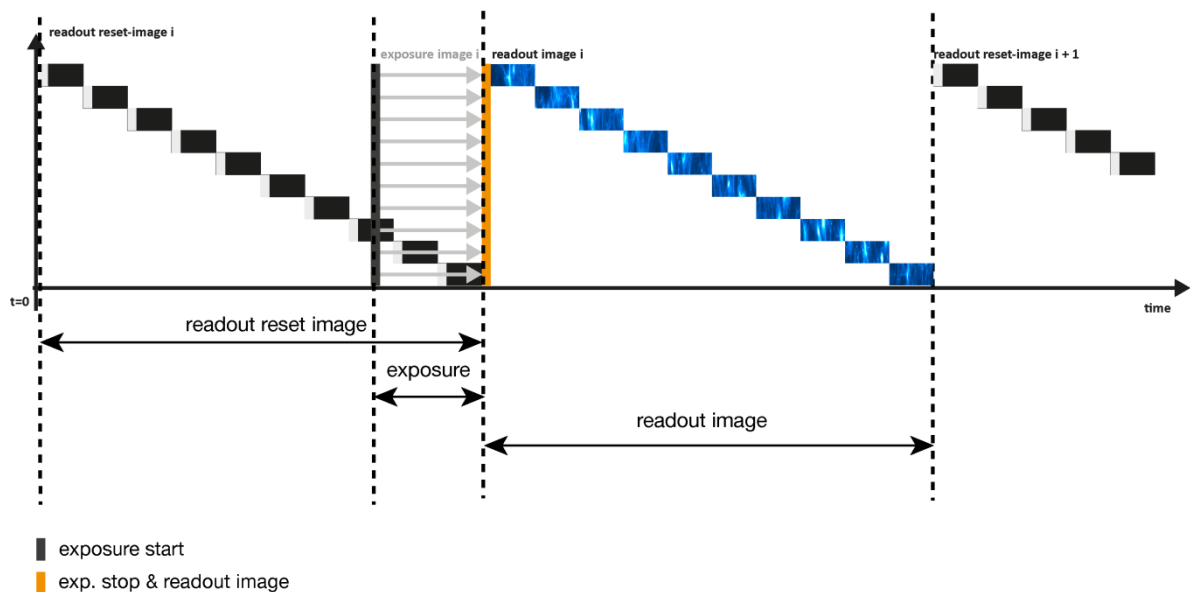 readout reset-image i
exposure image i
readout image i
readout reset-image i + 1
t=0
time
readout reset image
exposure
readout image
exposure start
exp. stop & readout image